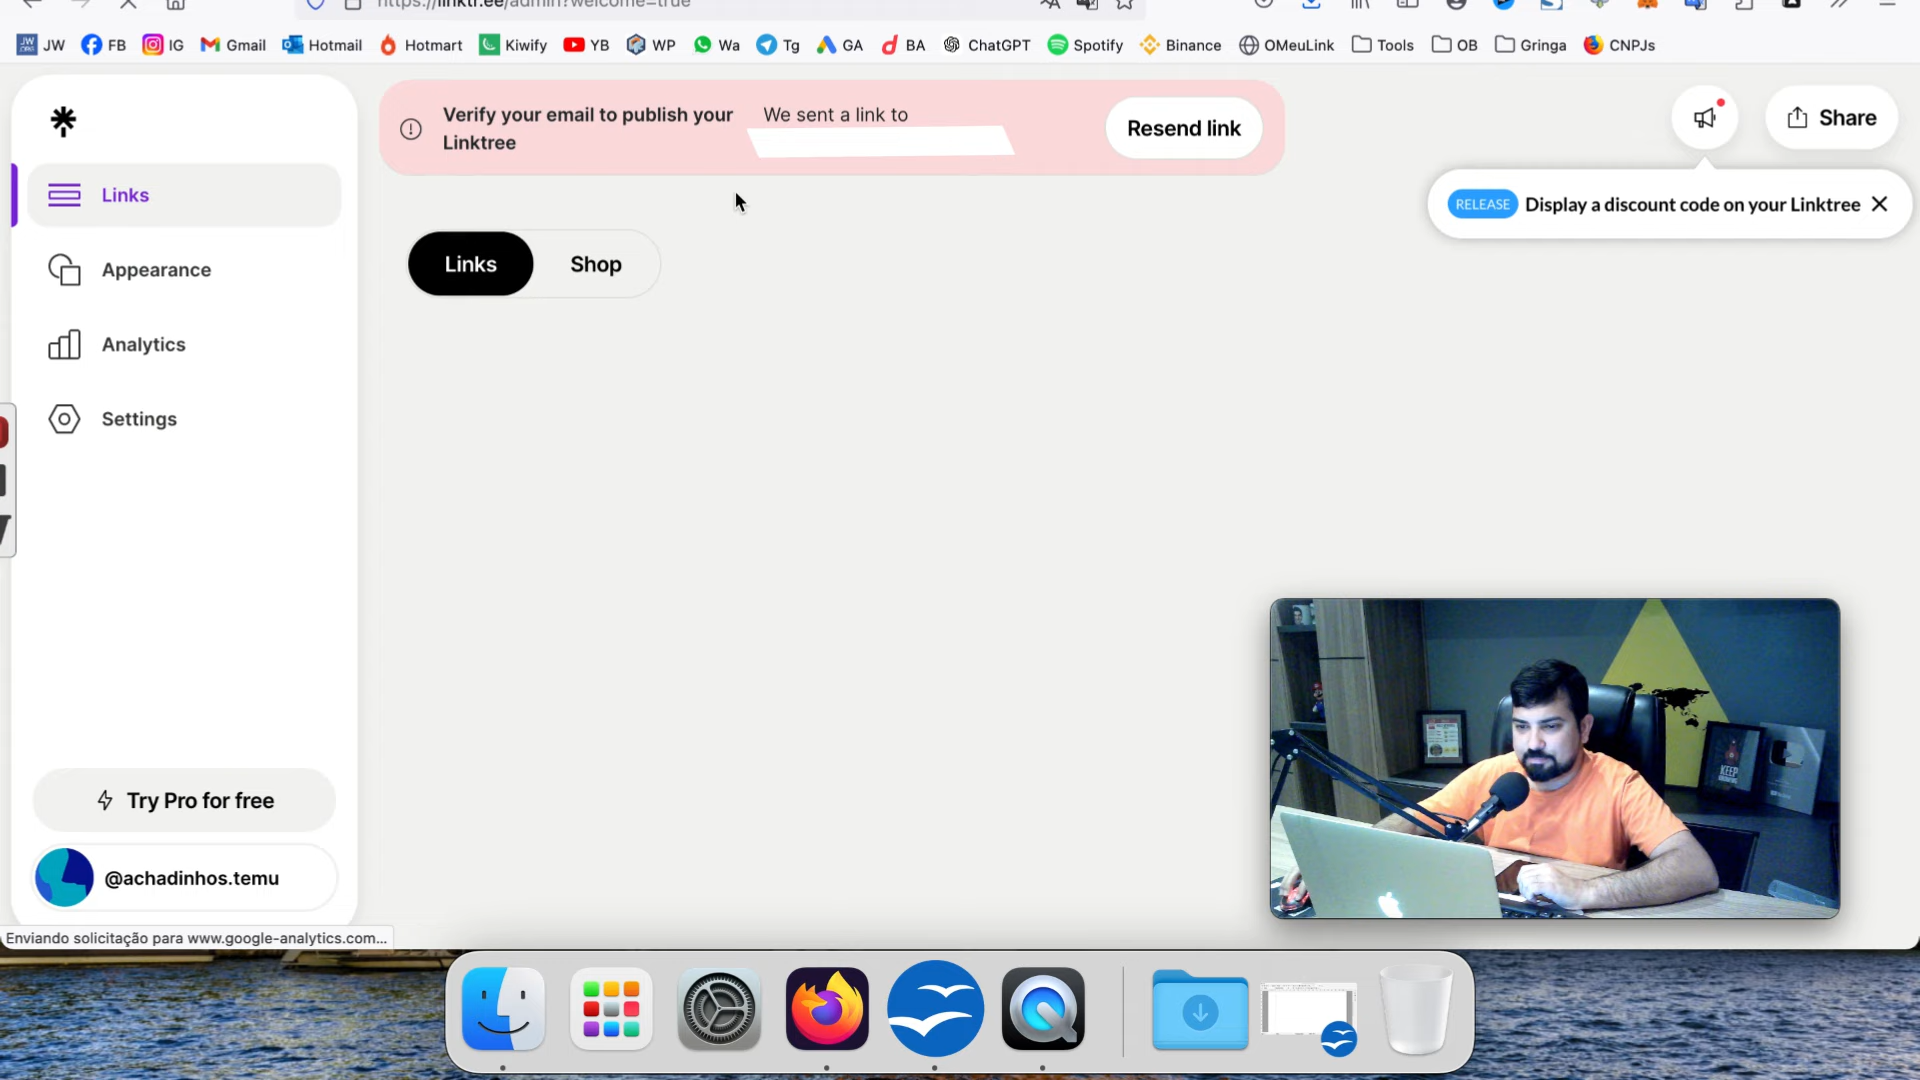 https://linktr.ee/admin?welcome=true
JW FB IG Gmail Hotmail Hotmart Kiwify YB WP Wa Tg GA BA ChatGPT Spotify Binance OMeuLink Tools OB Gringa CNPJs
Verify your email to publish your
Linktree
We sent a link to
Resend link
Share
RELEASE Display a discount code on your Linktree
Links
Appearance
Analytics
Settings
Links Shop
Try Pro for free
@achadinhos.temu
Enviando solicitação para www.google-analytics.com...
KEEP